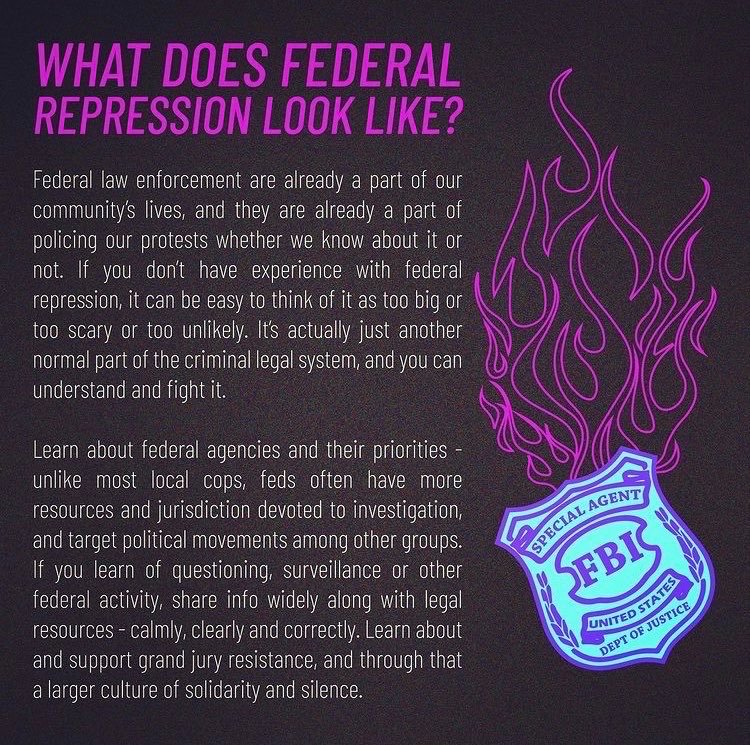 WHAT DOES FEDERAL
REPRESSION LOOK LIKE?
Federal law enforcement are already a part of our
community's lives, and they are already a part of
policing our protests whether we know about it or
not. If you don't have experience with federal
repression, it can be easy to think of it as too big or
too scary or too unlikely. It's actually just another
normal part of the criminal legal system, and you can
understand and fight it.
Learn about federal agencies and their priorities -
unlike most local cops, feds often have more
resources and jurisdiction devoted to investigation,
and target political movements among other groups.
If you learn of questioning, surveillance or other
federal activity, share info widely along with legal
resources - calmly, clearly and correctly. Learn about
and support grand jury resistance, and through that
a larger culture of solidarity and silence.
SPECIAL AGENT
FBI
UNITED STATES
DEPT OF JUSTICE